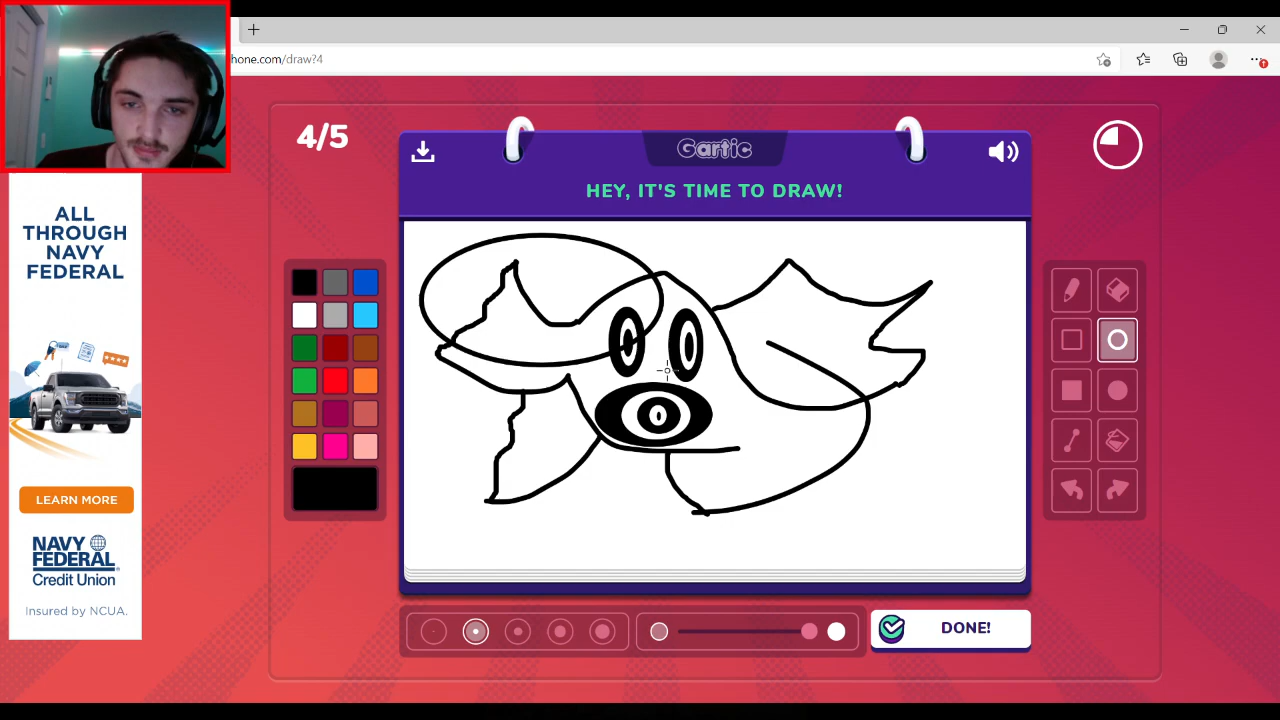 hone.com/draw?4
4/5
Gartic
HEY, IT'S TIME TO DRAW!
ALL
THROUGH
NAVY
FEDERAL
LEARN MORE
NAVY
FEDERAL
Credit Union
Insured by NCUA.
DONE!